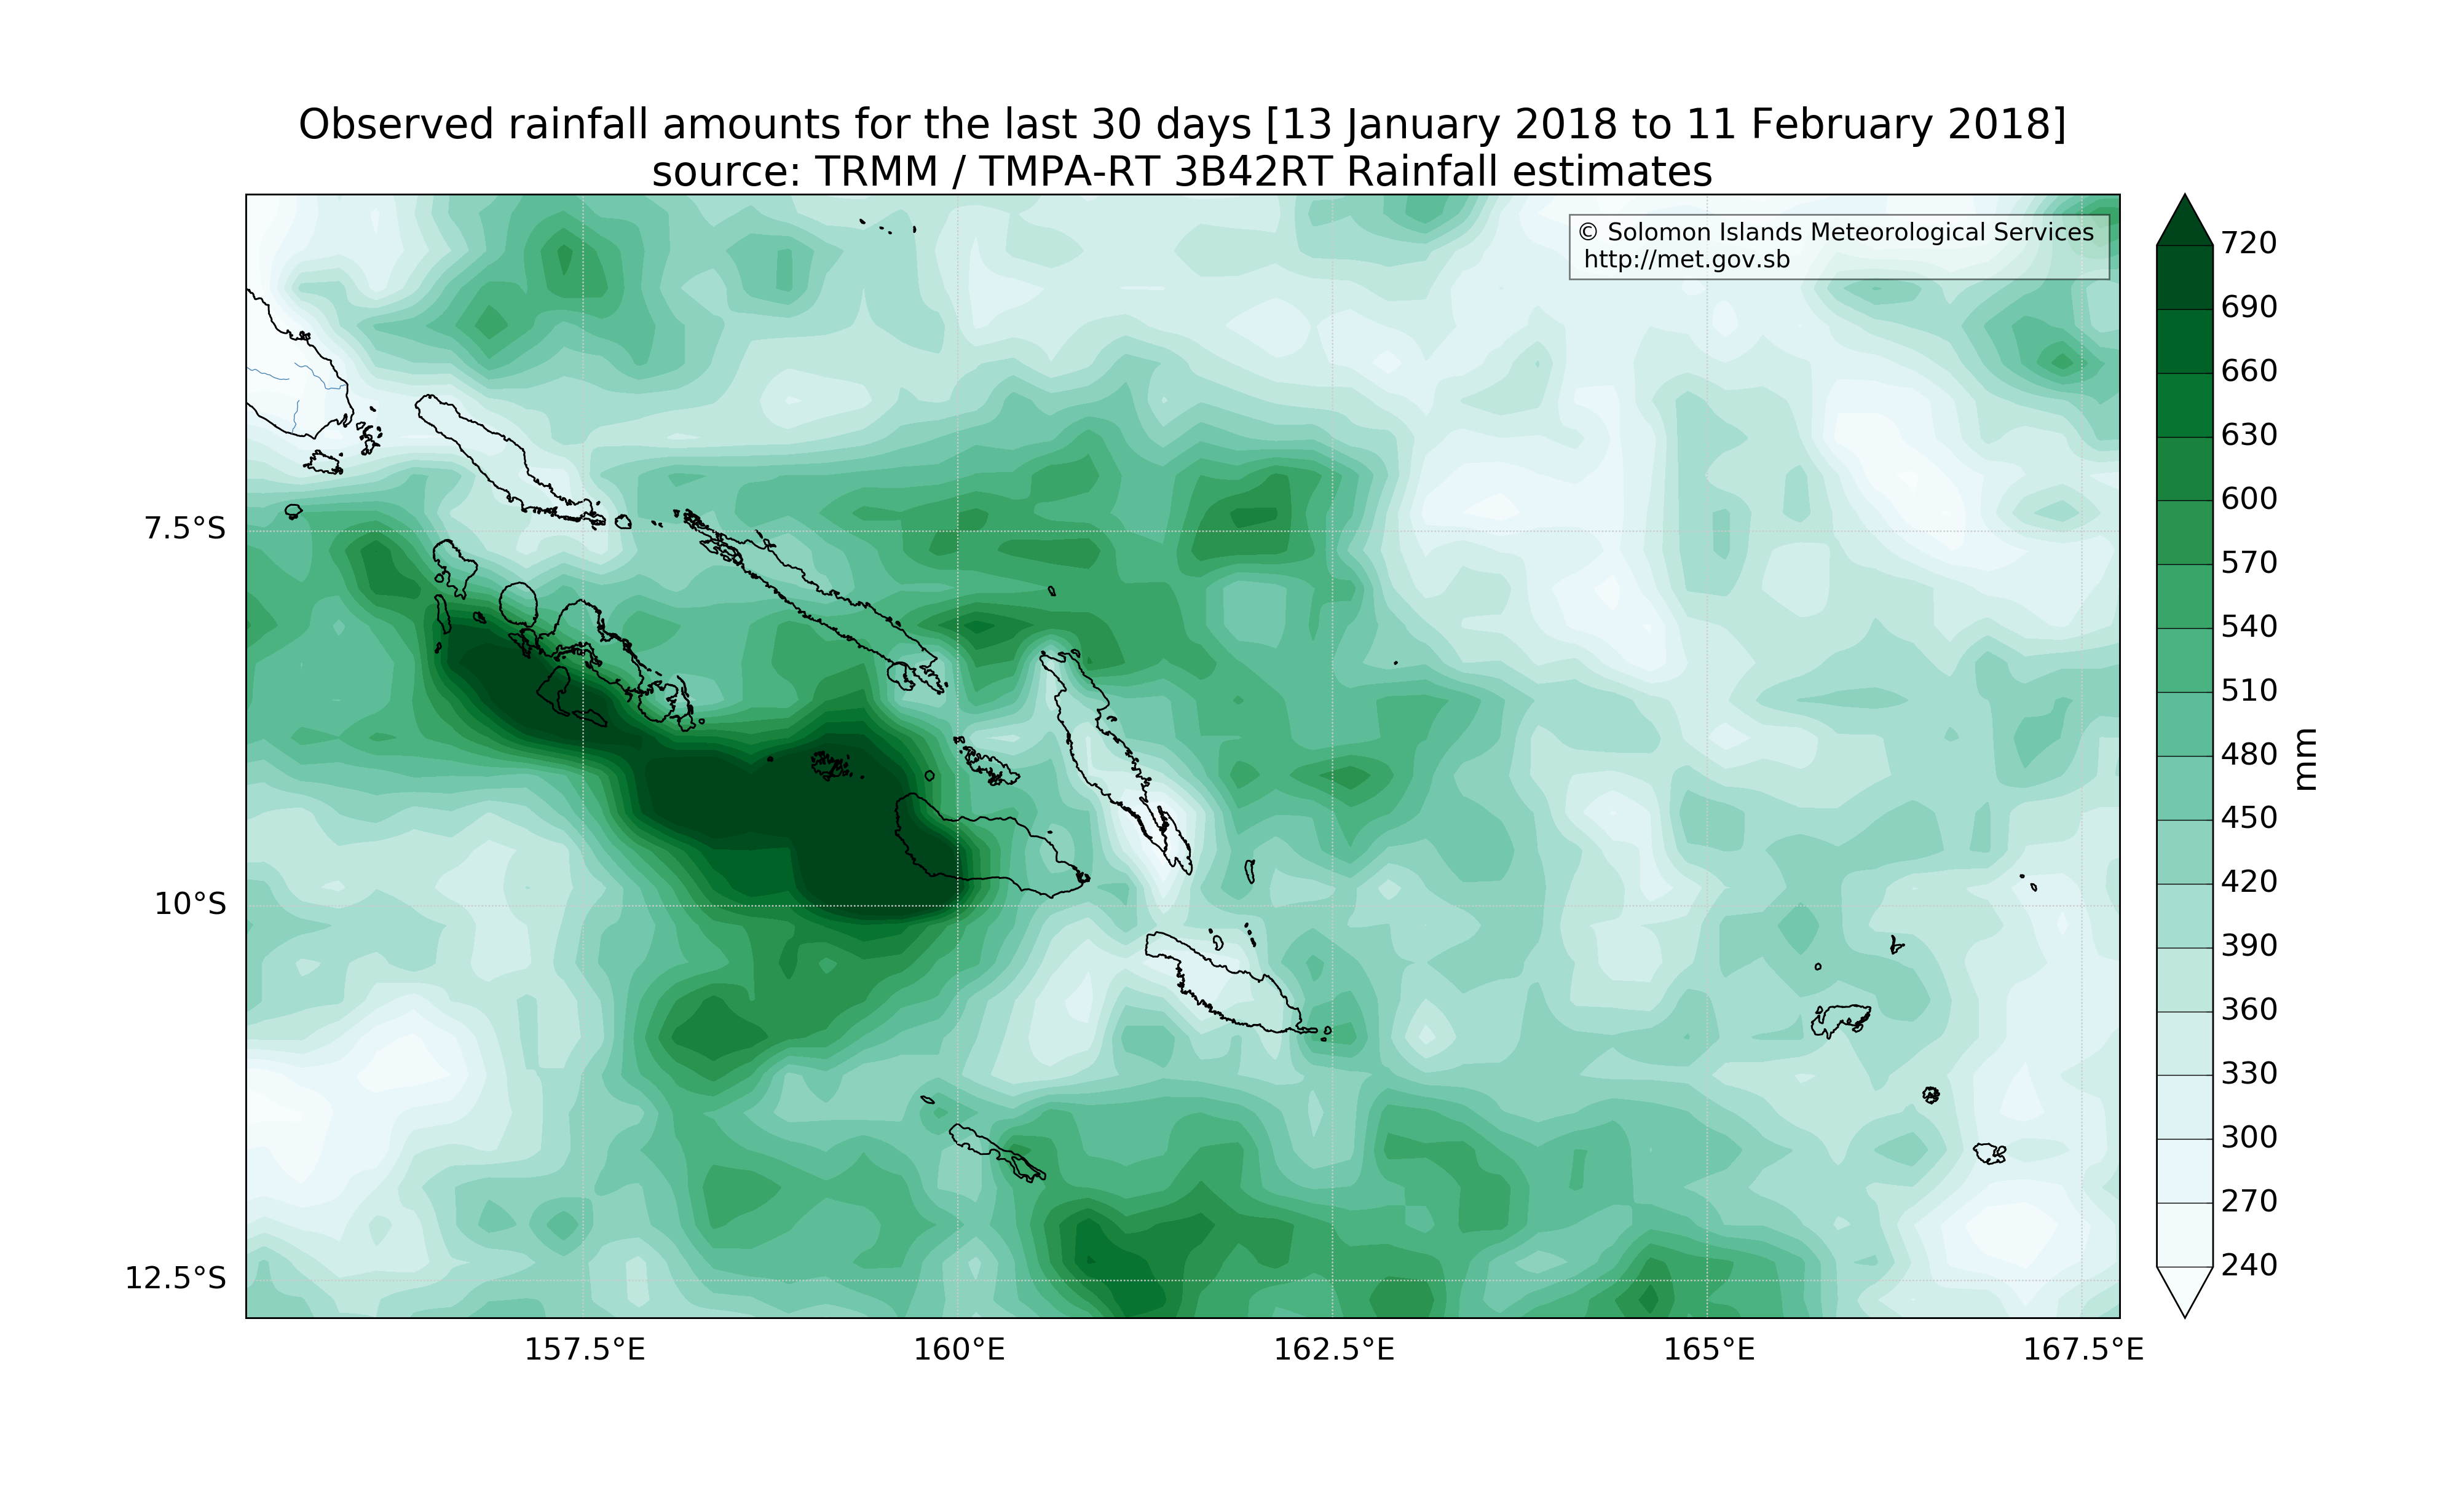 Observed rainfall amounts for the last 30 days [13 January 2018 to 11 February 2018]
source: TRMM / TMPA-RT 3B42RT Rainfall estimates
© Solomon Islands Meteorological Services
http://met.gov.sb
7.5°S
10°S
12.5°S
157.5°E
160°E
162.5°E
165°E
167.5°E
720
690
660
630
600
570
540
510
480
450
420
390
360
330
300
270
240
mm